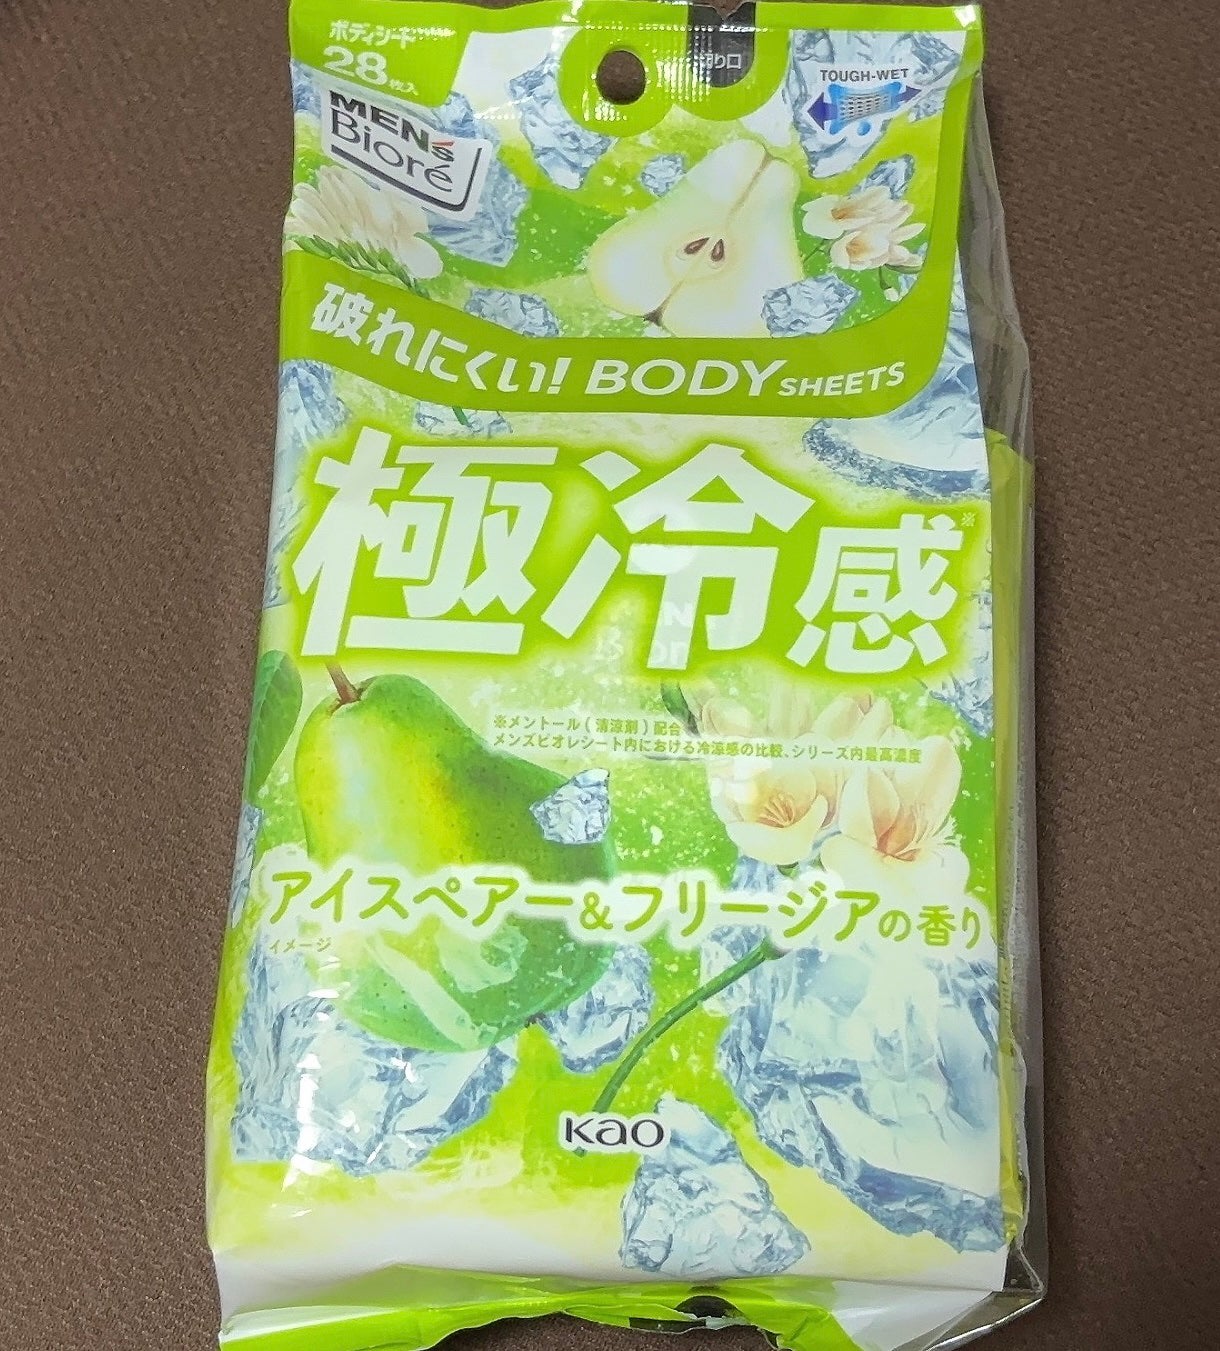 ボディシート
28枚入
切り口
TOUGH-WET
MEN's
Bioré
破れにくい! BODY SHEETS
極冷感※
※メントール(清涼剤)配合
メンズビオレシート内における冷涼感の比較、シリーズ内最高濃度
アイスペアー&フリージアの香り
イメージ
Kao